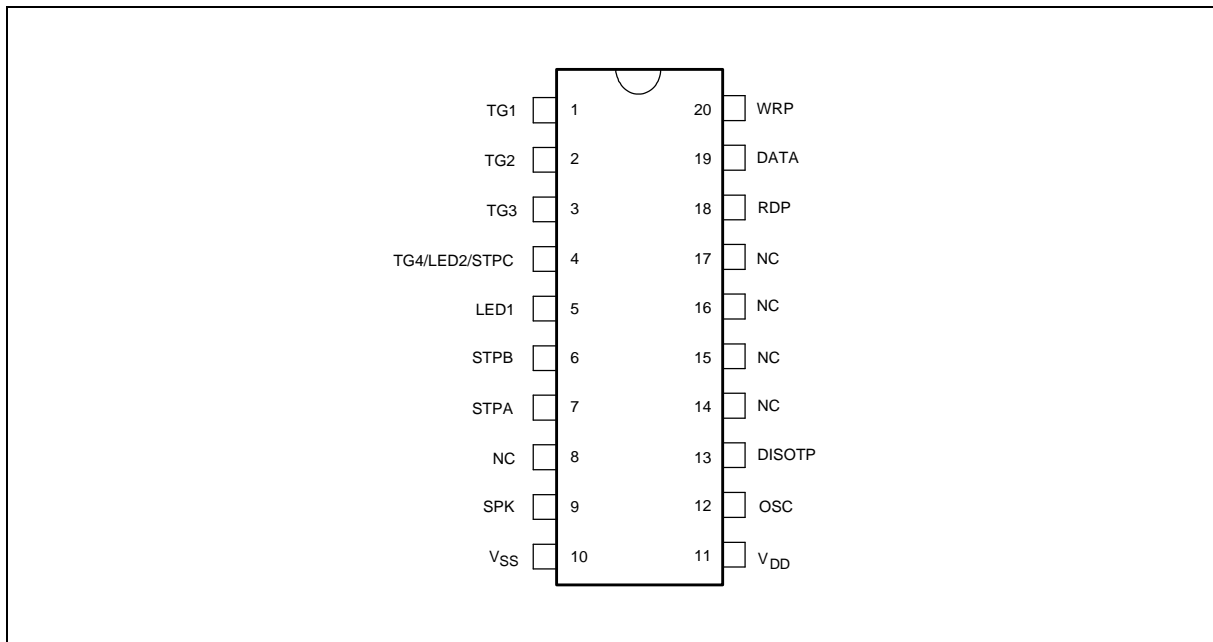 TG1 1 20 WRP
TG2 2 19 DATA
TG3 3 18 RDP
TG4/LED2/STPC 4 17 NC
LED1 5 16 NC
STPB 6 15 NC
STPA 7 14 NC
NC 8 13 DISOTP
SPK 9 12 OSC
VSS 10 11 VDD